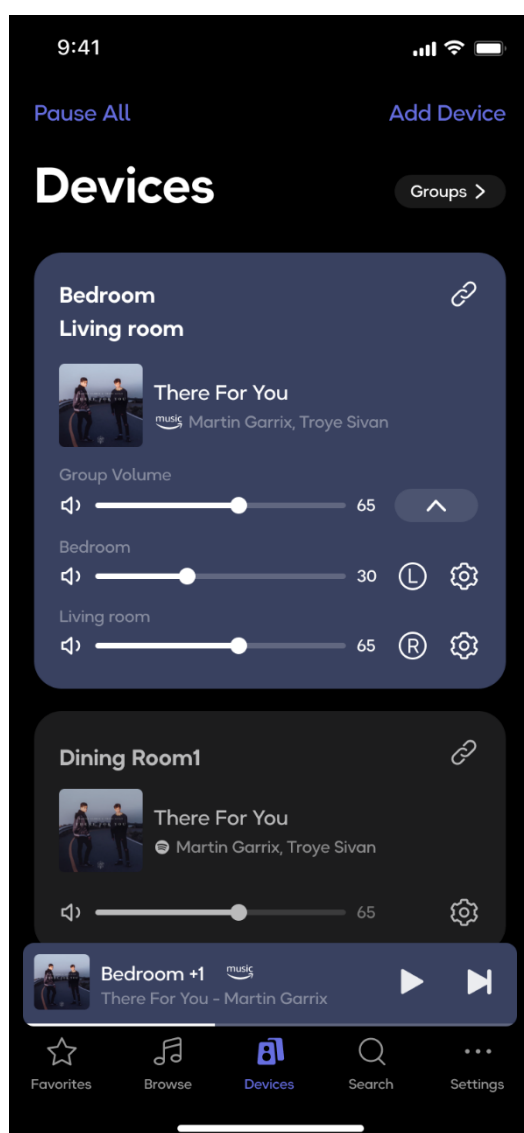 9:41
Pause All
Add Device
Devices
Groups
Bedroom
Living room
There For You
music Martin Garrix, Troye Sivan
Group Volume
65
Bedroom
30 L
Living room
65 R
Dining Room1
There For You
Martin Garrix, Troye Sivan
65
Bedroom +1 music
There For You - Martin Garrix
Favorites Browse Devices Search Settings